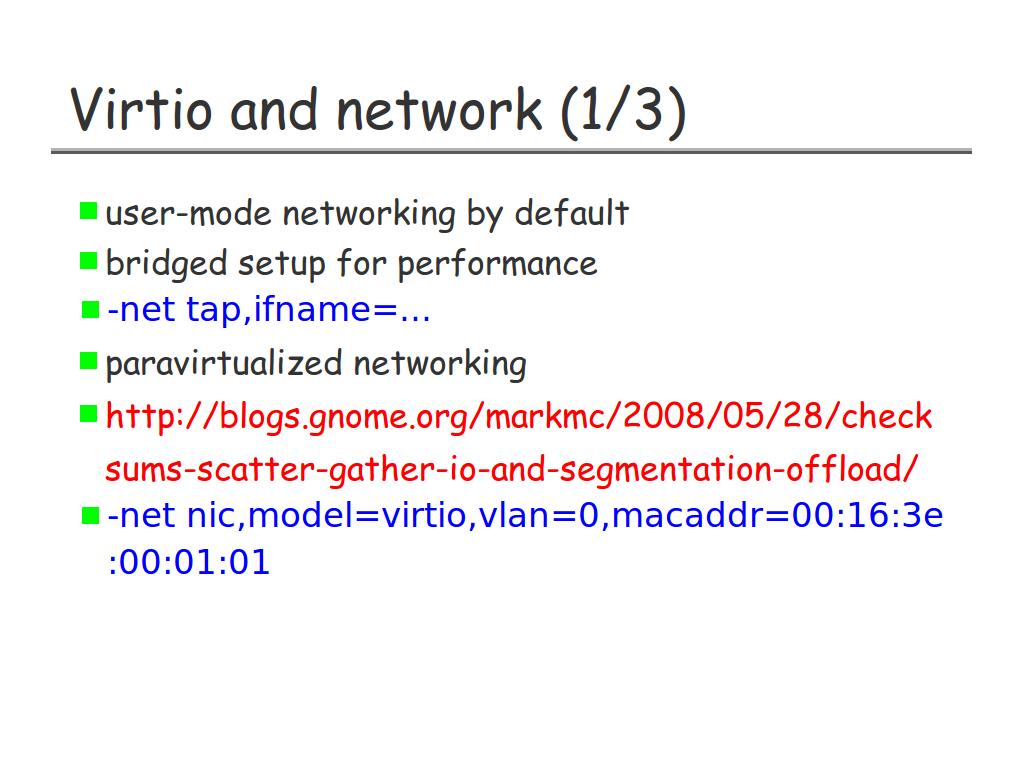 Virtio and network (1/3)
user-mode networking by default
bridged setup for performance
-net tap,ifname=...
paravirtualized networking
http://blogs.gnome.org/markmc/2008/05/28/check
sums-scatter-gather-io-and-segmentation-offload/
-net nic,model=virtio,vlan=0,macaddr=00:16:3e
:00:01:01